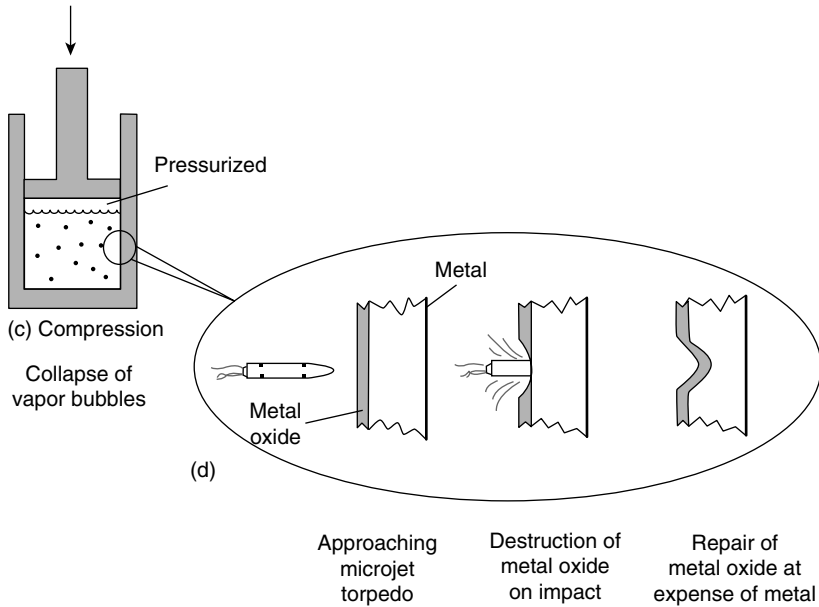 Pressurized
(c) Compression
Collapse of
vapor bubbles
Metal
Metal
oxide
(d)
Approaching
microjet
torpedo
Destruction of
metal oxide
on impact
Repair of
metal oxide at
expense of metal